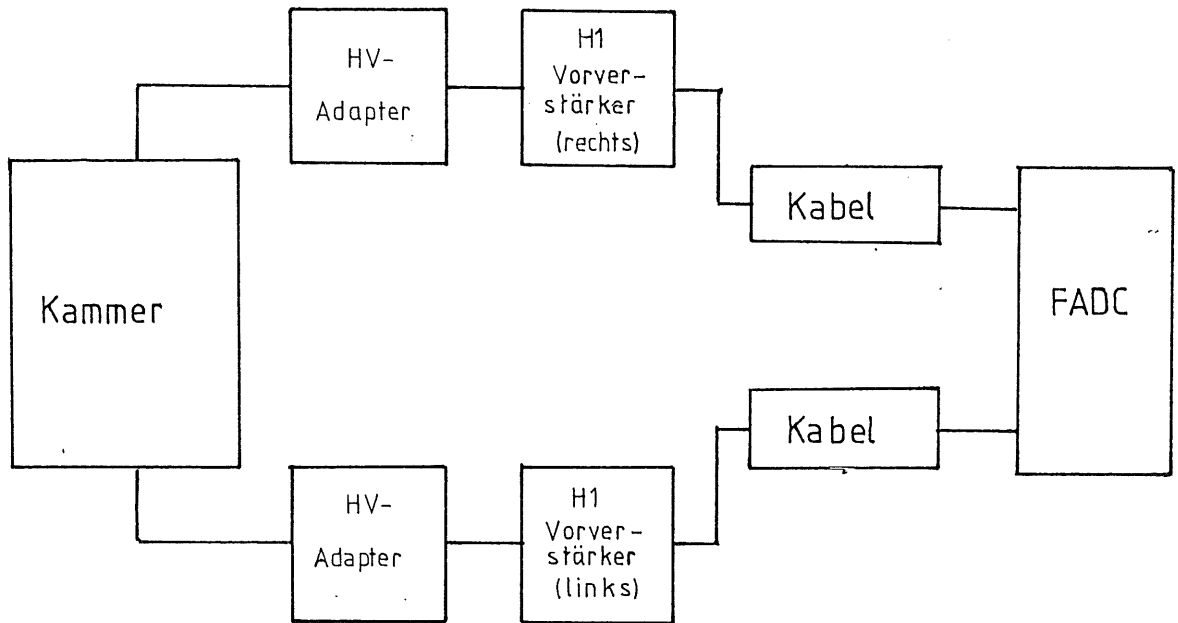 HV-
Adapter
H1
Vorver-
stärker
(rechts)
Kabel
Kammer
FADC
Kabel
HV-
Adapter
H1
Vorver-
stärker
(links)